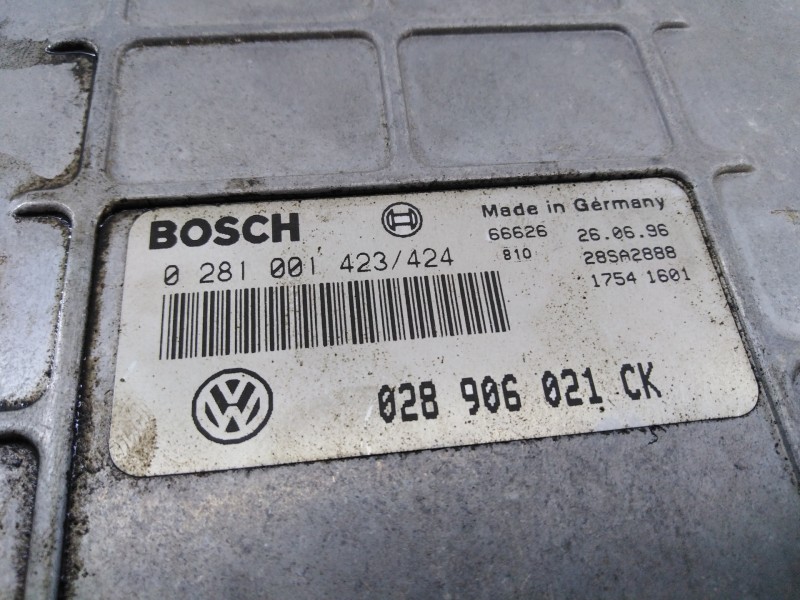 BOSCH
Made in Germany
0 281 001 423/424
66626 26.06.96
810 28SA2888
1754 1601
VW
028 906 021 CK